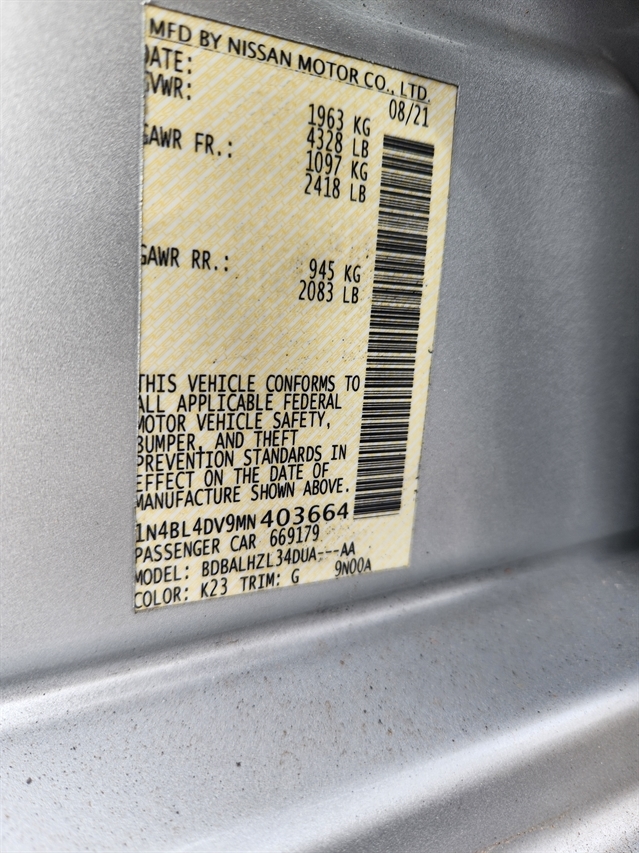 MFD BY NISSAN MOTOR CO., LTD.
DATE: 08/21
GVWR: 1963 KG
4328 LB
GAWR FR.: 1097 KG
2418 LB
GAWR RR.: 945 KG
2083 LB
THIS VEHICLE CONFORMS TO
ALL APPLICABLE FEDERAL
MOTOR VEHICLE SAFETY,
BUMPER, AND THEFT
PREVENTION STANDARDS IN
EFFECT ON THE DATE OF
MANUFACTURE SHOWN ABOVE.
1N4BL4DV9MN403664
PASSENGER CAR 669179
MODEL: BDBALHZL34DUA---AA
COLOR: K23 TRIM: G 9N00A